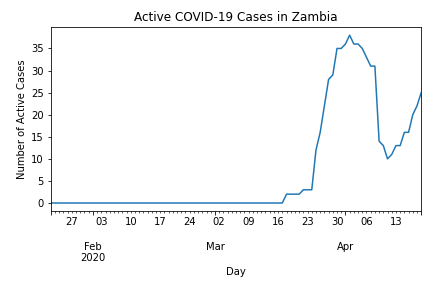 Active COVID-19 Cases in Zambia
Number of Active Cases
35
30
25
20
15
10
5
0
27 03 10 17 24 02 09 16 23 30 06 13
Feb Mar Apr
2020
Day